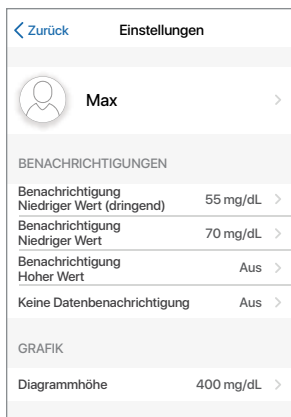 Zurück Einstellungen
Max
BENACHRICHTIGUNGEN
Benachrichtigung
Niedriger Wert (dringend) 55 mg/dL
Benachrichtigung
Niedriger Wert 70 mg/dL
Benachrichtigung
Hoher Wert Aus
Keine Datenbenachrichtigung Aus
GRAFIK
Diagrammhöhe 400 mg/dL